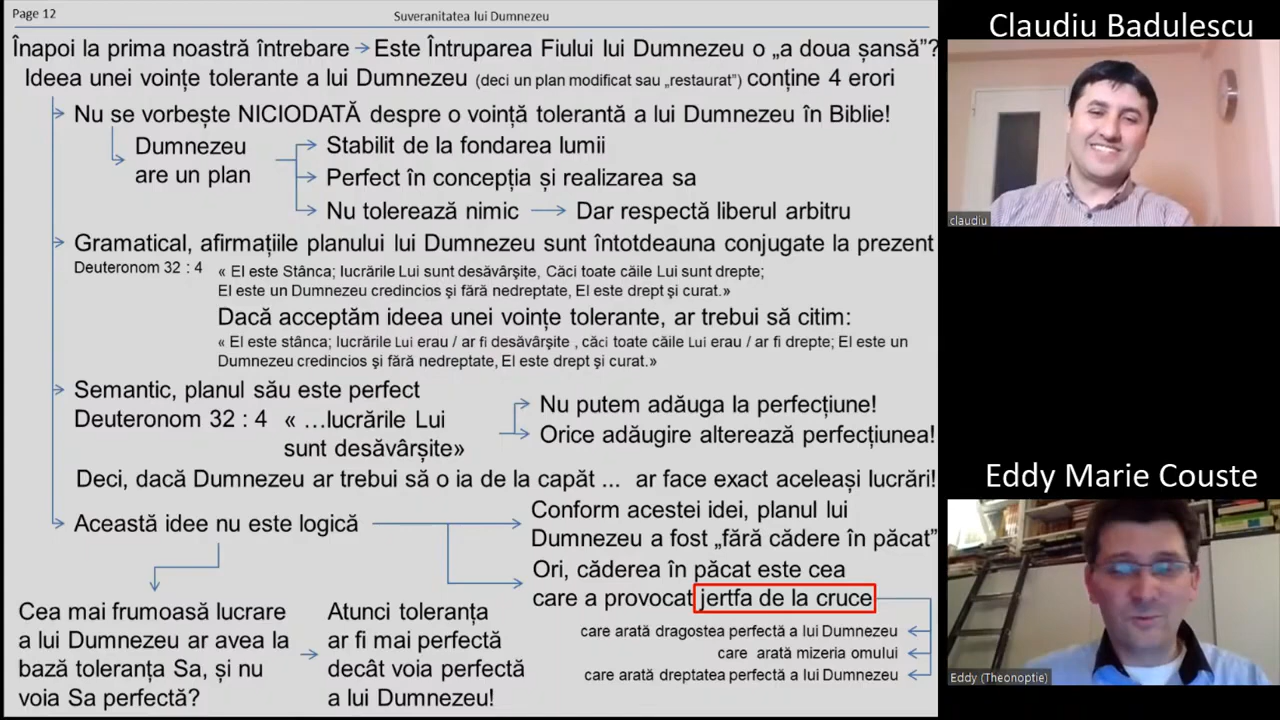 Page 12
Suveranitatea lui Dumnezeu
Înapoi la prima noastră întrebare Este Întruparea Fiului lui Dumnezeu o „a doua șansă”?
Ideea unei voințe tolerante a lui Dumnezeu (deci un plan modificat sau „restaurat”) conține 4 erori
Nu se vorbește NICIODATĂ despre o voință tolerantă a lui Dumnezeu în Biblie!
Dumnezeu
are un plan
Stabilit de la fondarea lumii
Perfect în concepția și realizarea sa
Nu tolerează nimic Dar respectă liberul arbitru
Gramatical, afirmațiile planului lui Dumnezeu sunt întotdeauna conjugate la prezent
Deuteronom 32 : 4
« El este Stânca; lucrările Lui sunt desăvârşite, Căci toate căile Lui sunt drepte;
El este un Dumnezeu credincios şi fără nedreptate, El este drept şi curat.»
Dacă acceptăm ideea unei voințe tolerante, ar trebui să citim:
« El este stânca; lucrările Lui erau / ar fi desăvârşite , căci toate căile Lui erau / ar fi drepte; El este un
Dumnezeu credincios şi fără nedreptate, El este drept şi curat.»
Semantic, planul său este perfect
Deuteronom 32 : 4 « …lucrările Lui
sunt desăvârşite»
Nu putem adăuga la perfecțiune!
Orice adăugire alterează perfecțiunea!
Deci, dacă Dumnezeu ar trebui să o ia de la capăt ... ar face exact aceleași lucrări!
Această idee nu este logică
Conform acestei idei, planul lui
Dumnezeu a fost „fără cădere în păcat”
Ori, căderea în păcat este cea
care a provocat jertfa de la cruce
care arată dragostea perfectă a lui Dumnezeu
care arată mizeria omului
care arată dreptatea perfectă a lui Dumnezeu
Cea mai frumoasă lucrare
a lui Dumnezeu ar avea la
bază toleranța Sa, și nu
voia Sa perfectă?
Atunci toleranța
ar fi mai perfectă
decât voia perfectă
a lui Dumnezeu!
Claudiu Badulescu
claudiu
Eddy Marie Couste
Eddy (Theonoptie)